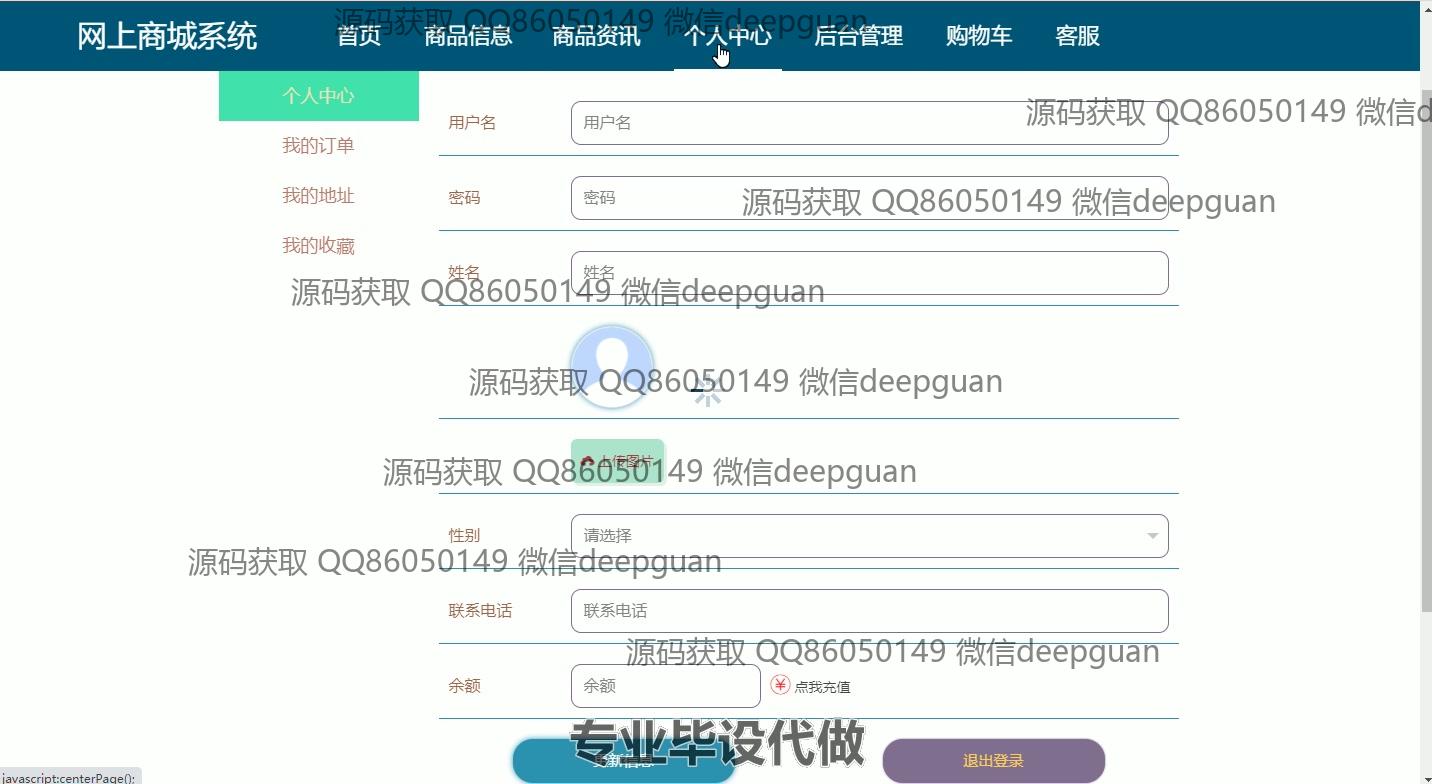 源码获取 QQ86050149 微信deepguan
网上商城系统 首页 商品信息 商品资讯 个人中心 后台管理 购物车 客服
个人中心
源码获取 QQ86050149 微信d
用户名 用户名
我的订单
我的地址
密码 密码
源码获取 QQ86050149 微信deepguan
我的收藏
姓名 姓名
源码获取 QQ86050149 微信deepguan
源码获取 QQ86050149 微信deepguan
上传图片
源码获取 QQ86050149 微信deepguan
性别 请选择
源码获取 QQ86050149 微信deepguan
联系电话 联系电话
源码获取 QQ86050149 微信deepguan
余额 余额 ¥ 点我充值
专业毕设代做
更新信息 退出登录
javascript:centerPage();